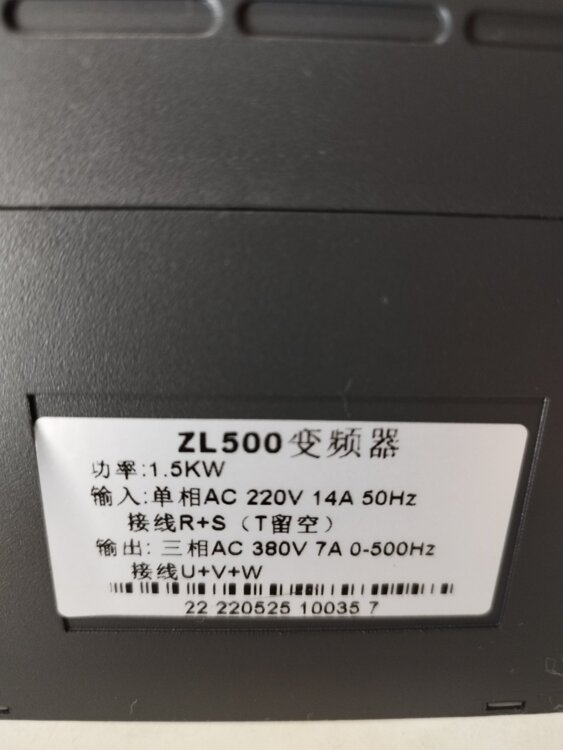 ZL500变频器
功率:1.5KW
输入:单相AC 220V 14A 50Hz
接线R+S（T留空）
输出: 三相AC 380V 7A 0-500Hz
接线U+V+W
22 220525 10035 7